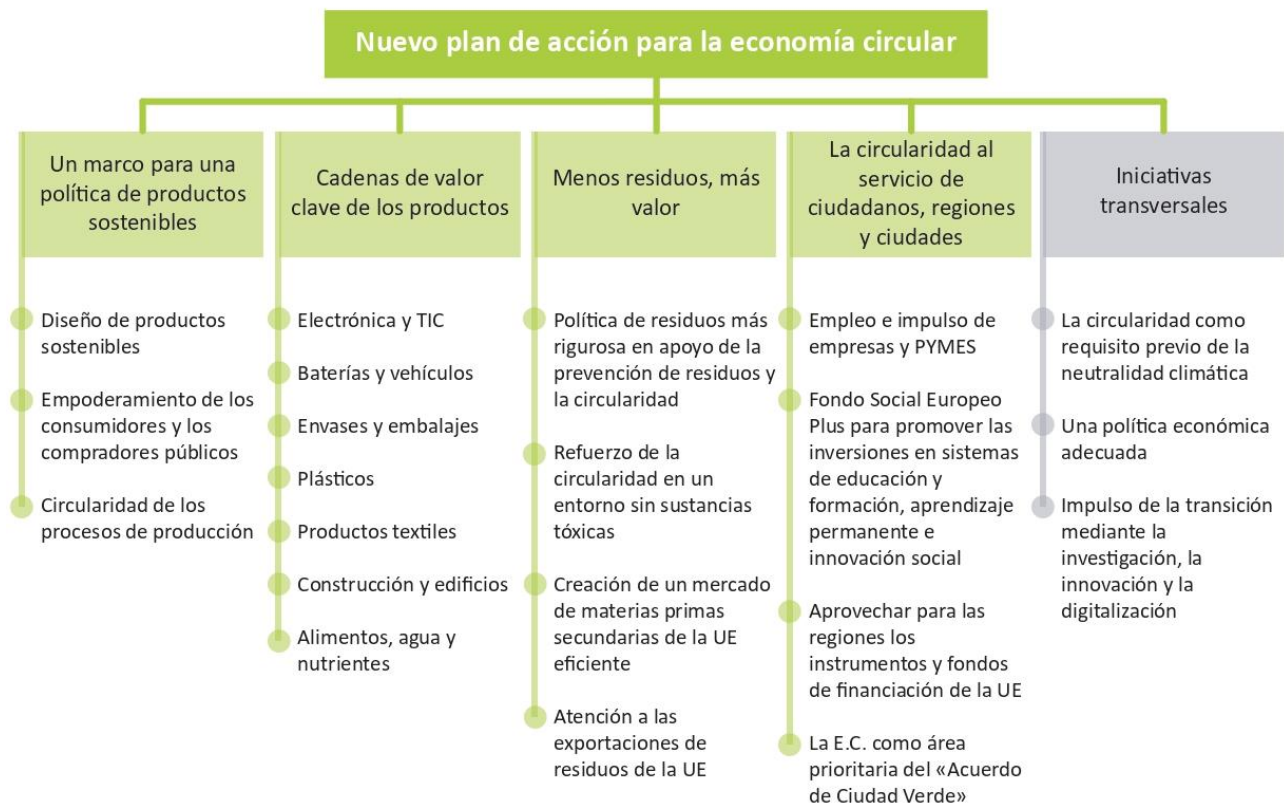 Nuevo plan de acción para la economía circular
Un marco para una
política de productos
sostenibles
Diseño de productos
sostenibles
Empoderamiento de los
consumidores y los
compradores públicos
Circularidad de los
procesos de producción
Cadenas de valor
clave de los productos
Electrónica y TIC
Baterías y vehículos
Envases y embalajes
Plásticos
Productos textiles
Construcción y edificios
Alimentos, agua y
nutrientes
Menos residuos, más
valor
Política de residuos más
rigurosa en apoyo de la
prevención de residuos y
la circularidad
Refuerzo de la
circularidad en un
entorno sin sustancias
tóxicas
Creación de un mercado
de materias primas
secundarias de la UE
eficiente
Atención a las
exportaciones de
residuos de la UE
La circularidad al
servicio de
ciudadanos, regiones
y ciudades
Empleo e impulso de
empresas y PYMES
Fondo Social Europeo
Plus para promover las
inversiones en sistemas
de educación y
formación, aprendizaje
permanente e
innovación social
Aprovechar para las
regiones los
instrumentos y fondos
de financiación de la UE
La E.C. como área
prioritaria del «Acuerdo
de Ciudad Verde»
Iniciativas
transversales
La circularidad como
requisito previo de la
neutralidad climática
Una política económica
adecuada
Impulso de la transición
mediante la
investigación, la
innovación y la
digitalización